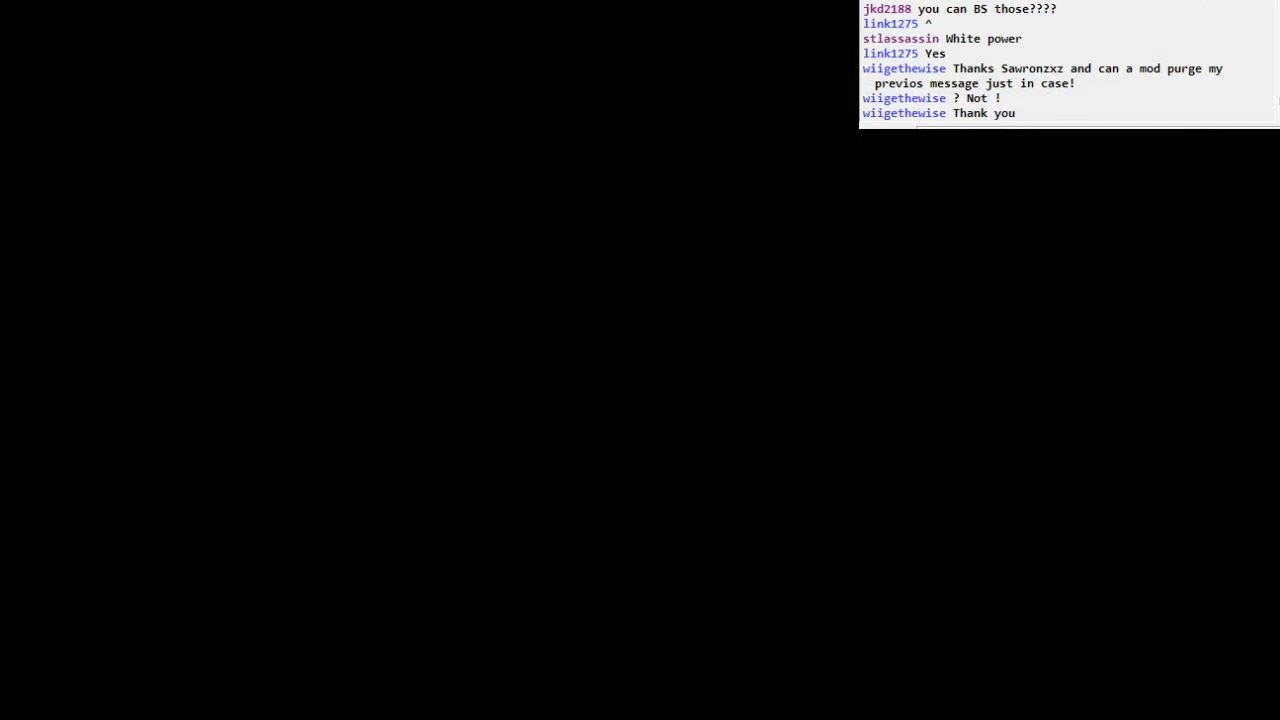 jkd2188 you can BS those????
link1275 ^
stlassassin White power
link1275 Yes
wiigethewise Thanks Sawronzxz and can a mod purge my
previos message just in case!
wiigethewise ? Not !
wiigethewise Thank you